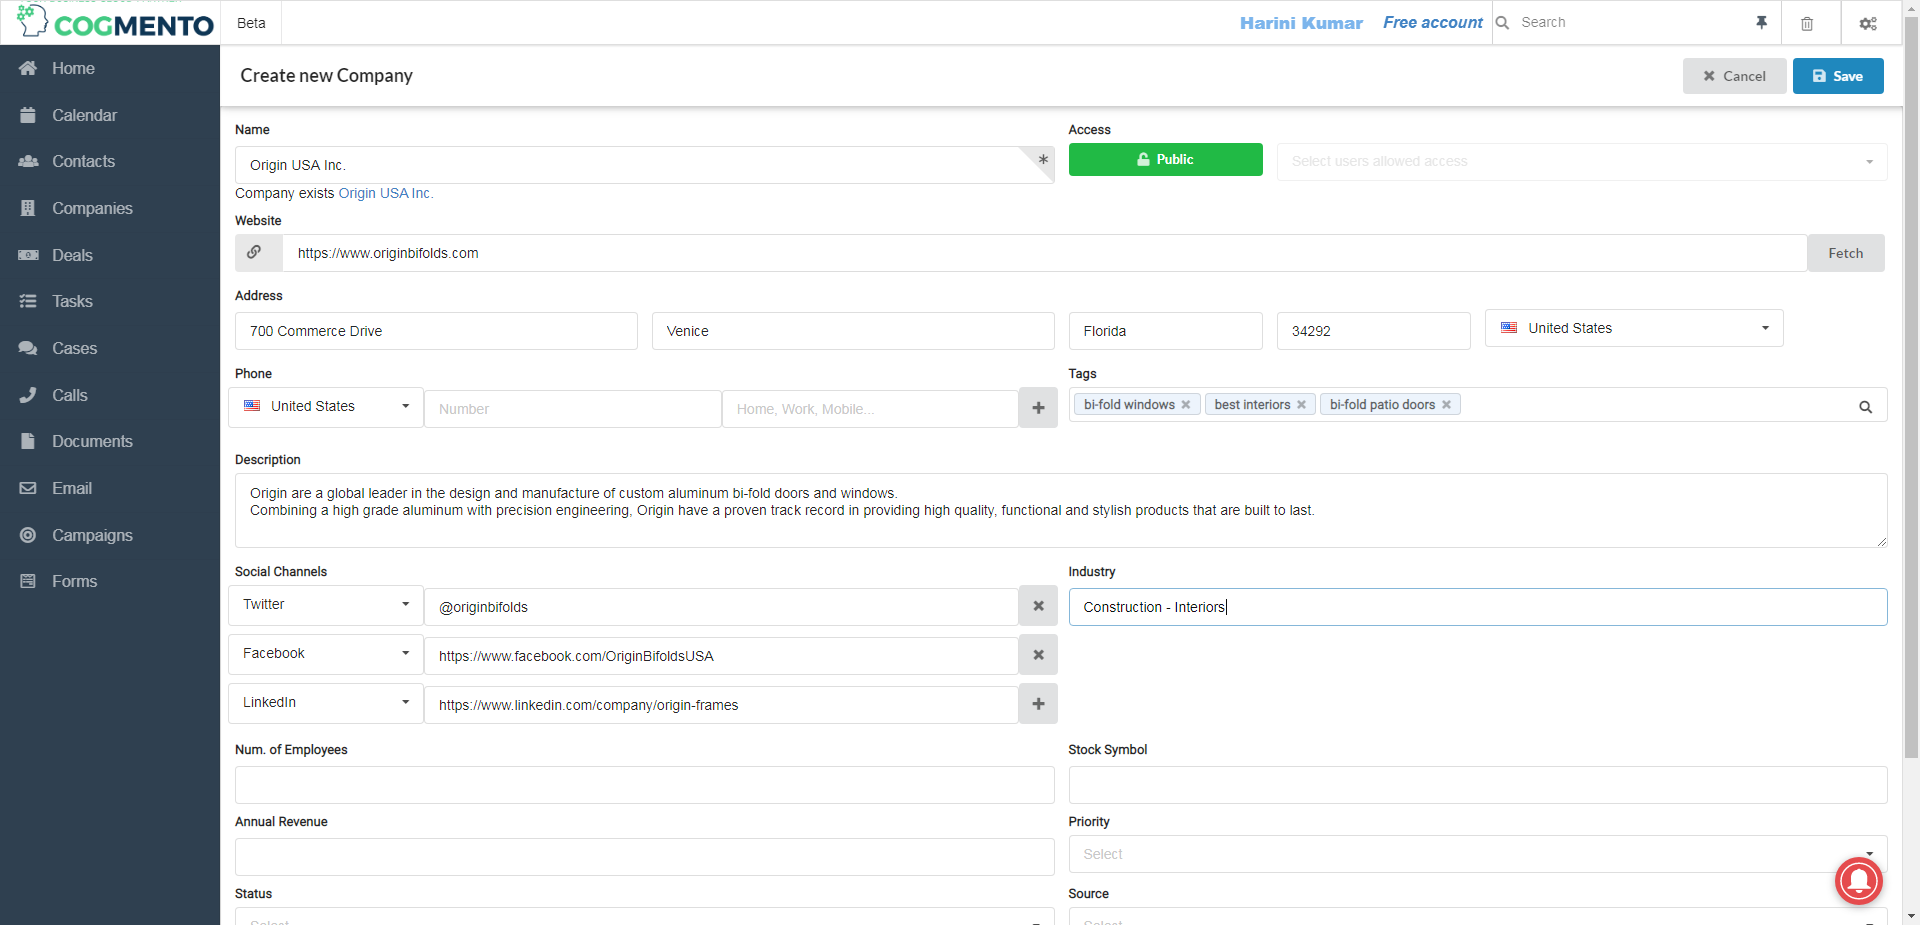 COGMENTO
Beta
Harini Kumar
Free account
Search
Home
Calendar
Contacts
Companies
Deals
Tasks
Cases
Calls
Documents
Email
Campaigns
Forms
Create new Company
Cancel
Save
Name
Access
Origin USA Inc.
*
Public
Select users allowed access
Company exists Origin USA Inc.
Website
https://www.originbifolds.com
Fetch
Address
700 Commerce Drive
Venice
Florida
34292
United States
Phone
Tags
United States
Number
Home, Work, Mobile...
bi-fold windows
best interiors
bi-fold patio doors
Description
Origin are a global leader in the design and manufacture of custom aluminum bi-fold doors and windows.
Combining a high grade aluminum with precision engineering, Origin have a proven track record in providing high quality, functional and stylish products that are built to last.
Social Channels
Industry
Twitter
@originbifolds
Construction - Interiors
Facebook
https://www.facebook.com/OriginBifoldsUSA
LinkedIn
https://www.linkedin.com/company/origin-frames
Num. of Employees
Stock Symbol
Annual Revenue
Priority
Select
Status
Source
Select
Select